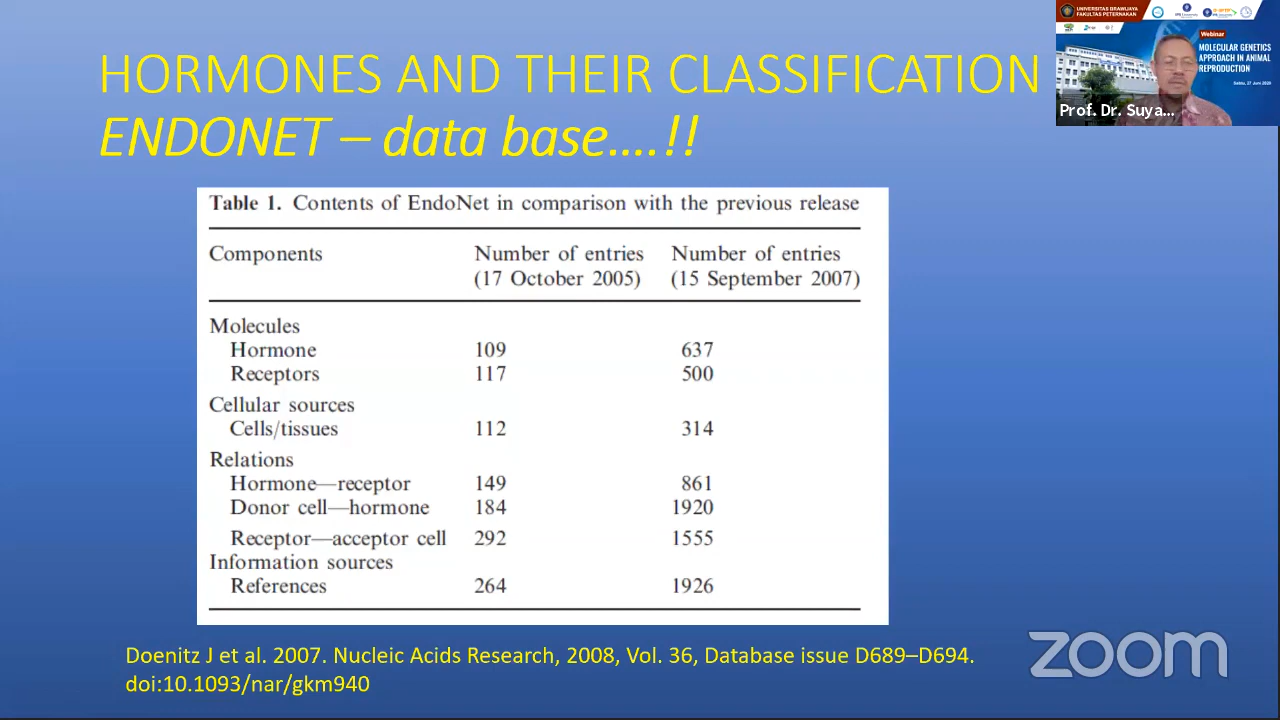 HORMONES AND THEIR CLASSIFICATION
ENDONET – data base....!!
UNIVERSITAS BRAWIJAYA
FAKULTAS PETERNAKAN
Webinar
MOLECULAR GENETICS
APPROACH IN ANIMAL
REPRODUCTION
Sabtu, 27 Juni 2020
Prof. Dr. Suya...
Table 1. Contents of EndoNet in comparison with the previous release
Components Number of entries Number of entries
(17 October 2005) (15 September 2007)
Molecules
Hormone 109 637
Receptors 117 500
Cellular sources
Cells/tissues 112 314
Relations
Hormone—receptor 149 861
Donor cell—hormone 184 1920
Receptor—acceptor cell 292 1555
Information sources
References 264 1926
Doenitz J et al. 2007. Nucleic Acids Research, 2008, Vol. 36, Database issue D689–D694.
doi:10.1093/nar/gkm940
zoom